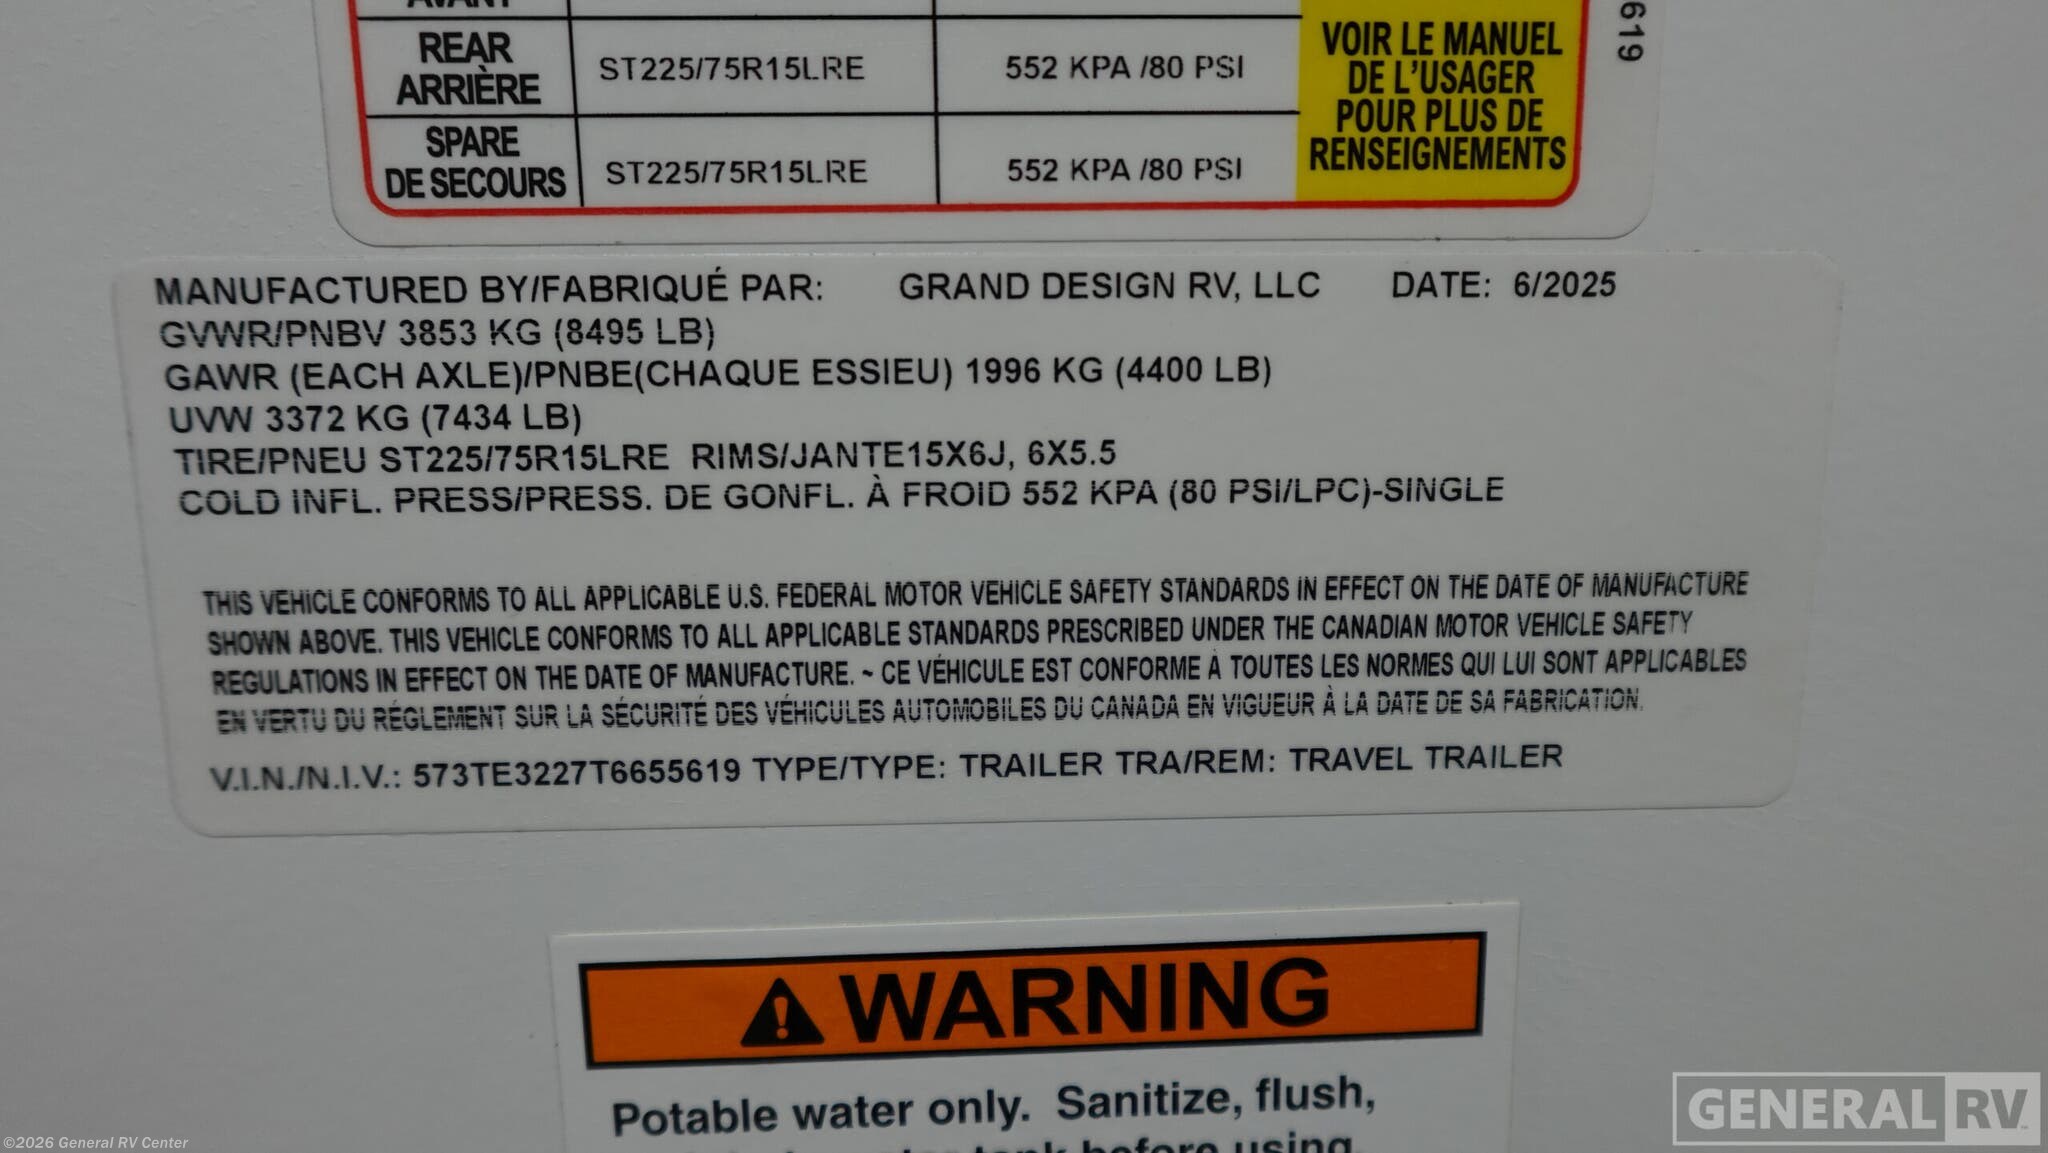 AVANT
REAR
ARRIÈRE
ST225/75R15LRE
552 KPA /80 PSI
SPARE
DE SECOURS
ST225/75R15LRE
552 KPA /80 PSI
VOIR LE MANUEL
DE L'USAGER
POUR PLUS DE
RENSEIGNEMENTS
619
MANUFACTURED BY/FABRIQUÉ PAR: GRAND DESIGN RV, LLC DATE: 6/2025
GVWR/PNBV 3853 KG (8495 LB)
GAWR (EACH AXLE)/PNBE(CHAQUE ESSIEU) 1996 KG (4400 LB)
UVW 3372 KG (7434 LB)
TIRE/PNEU ST225/75R15LRE RIMS/JANTE15X6J, 6X5.5
COLD INFL. PRESS/PRESS. DE GONFL. À FROID 552 KPA (80 PSI/LPC)-SINGLE
THIS VEHICLE CONFORMS TO ALL APPLICABLE U.S. FEDERAL MOTOR VEHICLE SAFETY STANDARDS IN EFFECT ON THE DATE OF MANUFACTURE
SHOWN ABOVE. THIS VEHICLE CONFORMS TO ALL APPLICABLE STANDARDS PRESCRIBED UNDER THE CANADIAN MOTOR VEHICLE SAFETY
REGULATIONS IN EFFECT ON THE DATE OF MANUFACTURE. ~ CE VÉHICULE EST CONFORME À TOUTES LES NORMES QUI LUI SONT APPLICABLES
EN VERTU DU RÉGLEMENT SUR LA SÉCURITÉ DES VÉHICULES AUTOMOBILES DU CANADA EN VIGUEUR À LA DATE DE SA FABRICATION.
V.I.N./N.I.V.: 573TE3227T6655619 TYPE/TYPE: TRAILER TRA/REM: TRAVEL TRAILER
WARNING
Potable water only. Sanitize, flush,
tank before using.
©2026 General RV Center
GENERAL RV